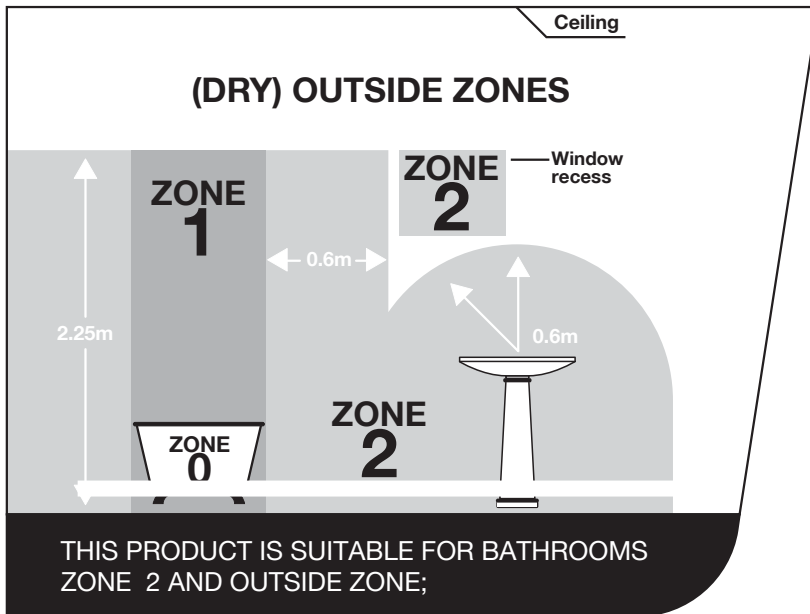 Ceiling
(DRY) OUTSIDE ZONES
ZONE
1
ZONE
2
Window
recess
0.6m
2.25m
0.6m
ZONE
2
ZONE
0
THIS PRODUCT IS SUITABLE FOR BATHROOMS
ZONE 2 AND OUTSIDE ZONE;